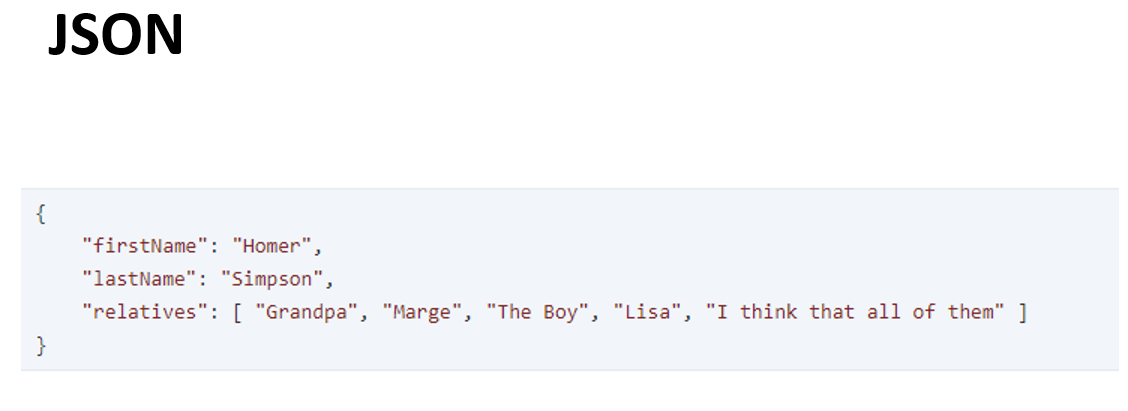 JSON
{
"firstName": "Homer",
"lastName": "Simpson",
"relatives": [ "Grandpa", "Marge", "The Boy", "Lisa", "I think that all of them" ]
}